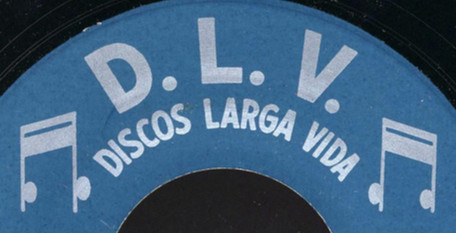 D. L. V.
DISCOS LARGA VIDA